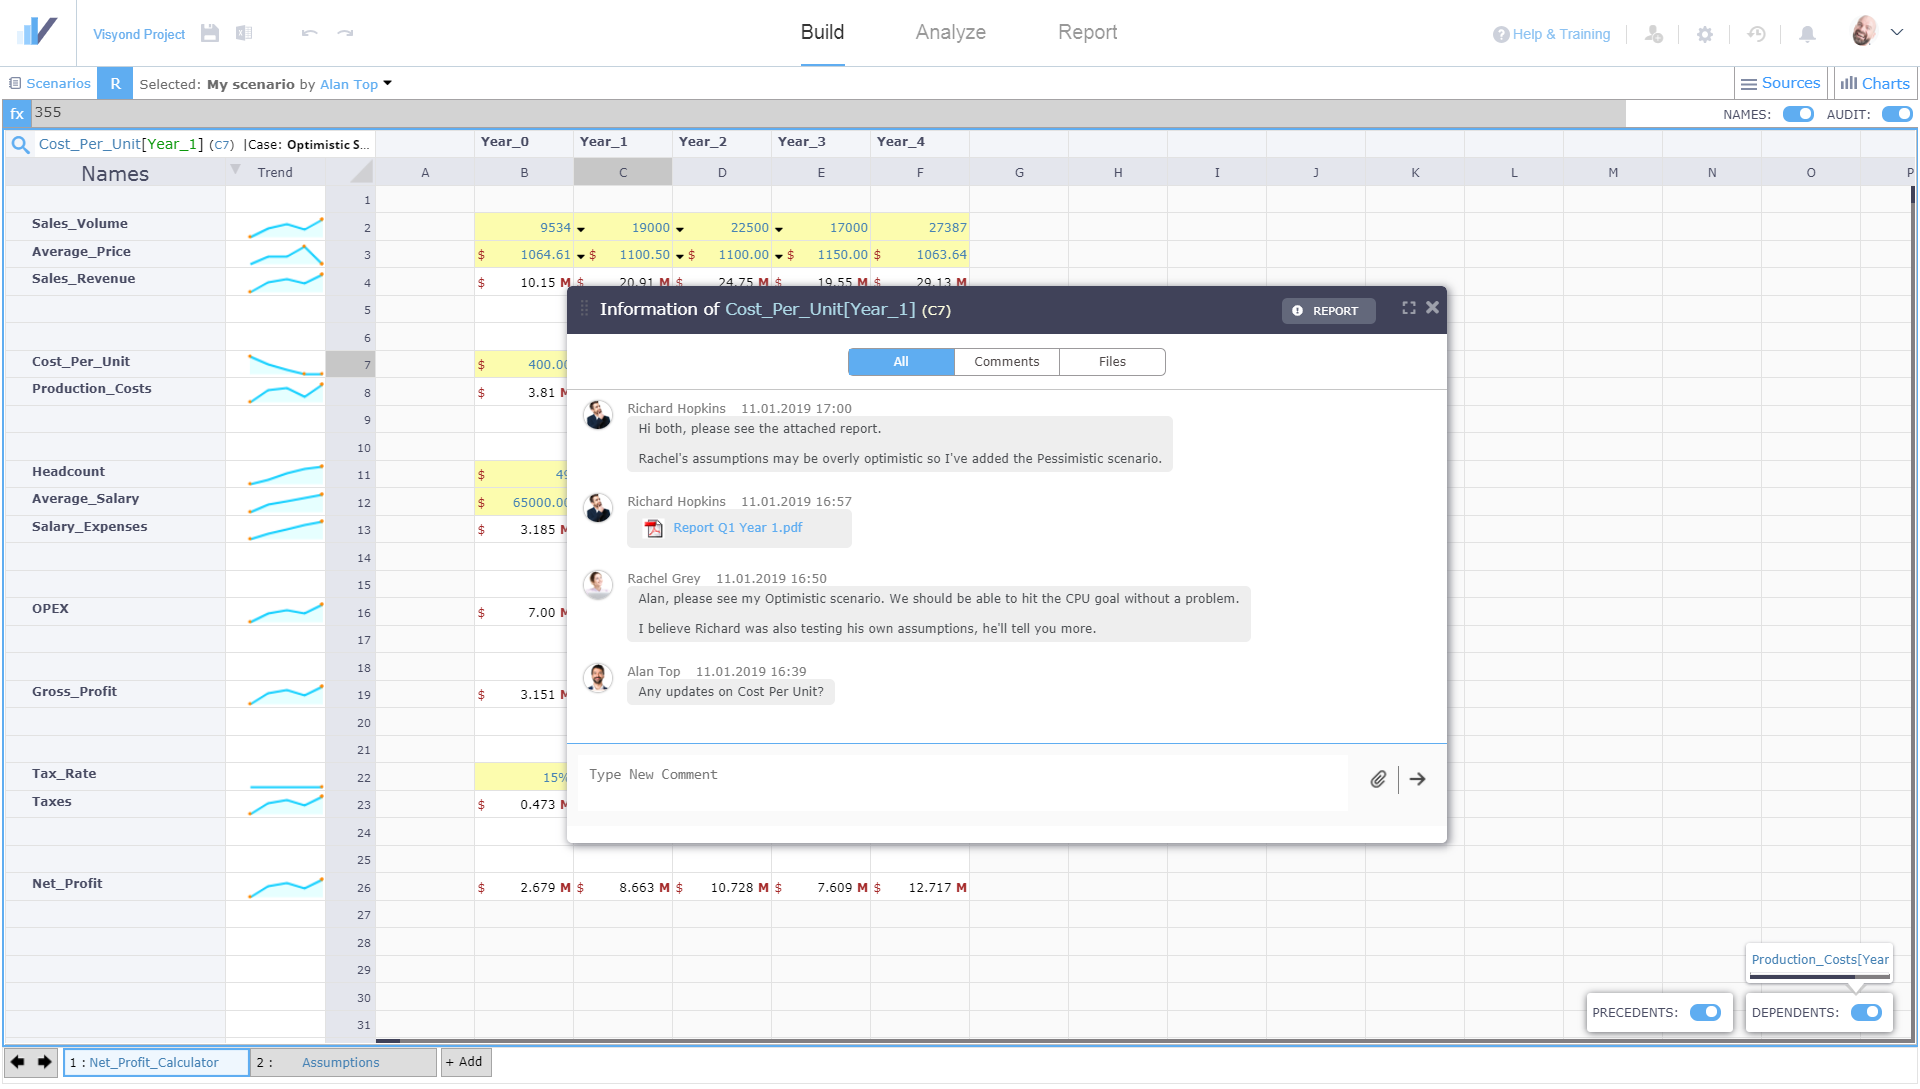 Visyond Project
Build
Analyze
Report
Help & Training
Scenarios
R
Selected: My scenario by Alan Top
Sources
Charts
fx
355
NAMES:
AUDIT:
Cost_Per_Unit[Year_1] (C7) |Case: Optimistic S...
Year_0 Year_1 Year_2 Year_3 Year_4
Names Trend A B C D E F G H I J K L M N O P
1
Sales_Volume 2 9534 19000 22500 17000 27387
Average_Price 3 $ 1064.61 $ 1100.50 $ 1100.00 $ 1150.00 $ 1063.64
Sales_Revenue 4 $ 10.15 M $ 20.91 M $ 24.75 M $ 19.55 M $ 29.13 M
5
6
Cost_Per_Unit 7 $ 400.00
Production_Costs 8 $ 3.81 M
9
10
Headcount 11 $ 49
Average_Salary 12 $ 65000.00
Salary_Expenses 13 $ 3.185 M
14
15
OPEX 16 $ 7.00 M
17
18
Gross_Profit 19 $ 3.151 M
20
21
Tax_Rate 22 15%
Taxes 23 $ 0.473 M
24
25
Net_Profit 26 $ 2.679 M $ 8.663 M $ 10.728 M $ 7.609 M $ 12.717 M
27
28
29
30
31
Information of Cost_Per_Unit[Year_1] (C7)
REPORT
All
Comments
Files
Richard Hopkins 11.01.2019 17:00
Hi both, please see the attached report.
Rachel's assumptions may be overly optimistic so I've added the Pessimistic scenario.
Richard Hopkins 11.01.2019 16:57
Report Q1 Year 1.pdf
Rachel Grey 11.01.2019 16:50
Alan, please see my Optimistic scenario. We should be able to hit the CPU goal without a problem.
I believe Richard was also testing his own assumptions, he'll tell you more.
Alan Top 11.01.2019 16:39
Any updates on Cost Per Unit?
Type New Comment
Production_Costs[Year
PRECEDENTS:
DEPENDENTS:
1 : Net_Profit_Calculator
2 : Assumptions
+ Add